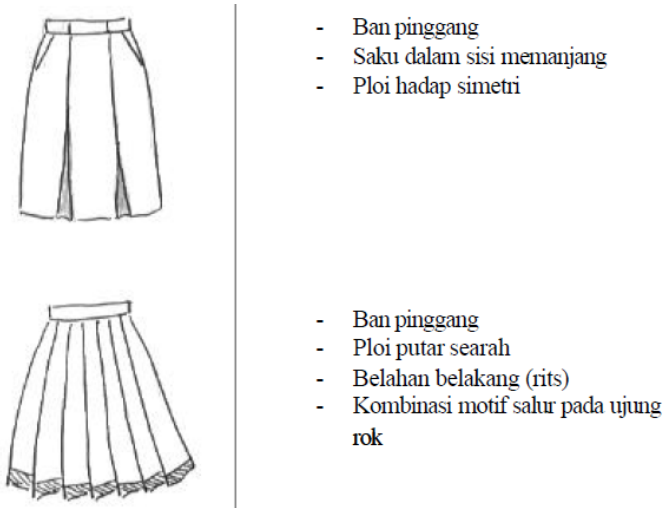 - Ban pinggang
- Saku dalam sisi memanjang
- Ploi hadap simetri
- Ban pinggang
- Ploi putar searah
- Belahan belakang (rits)
- Kombinasi motif salur pada ujung
rok